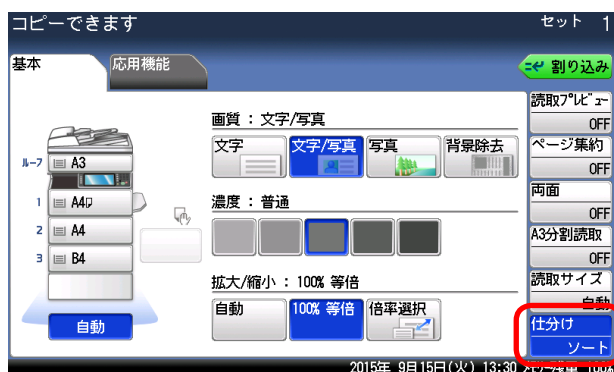 コピーできます
セット 1
基本
応用機能
割り込み
画質：文字/写真
文字
文字/写真
写真
背景除去
濃度：普通
拡大/縮小：100% 等倍
自動
100% 等倍
倍率選択
ループ A3
1 A4
2 A4
3 B4
自動
読取プレビュー
OFF
ページ集約
OFF
両面
OFF
A3分割読取
OFF
読取サイズ
自動
仕分け
ソート
2015年 9月15日(火) 13:30
100%